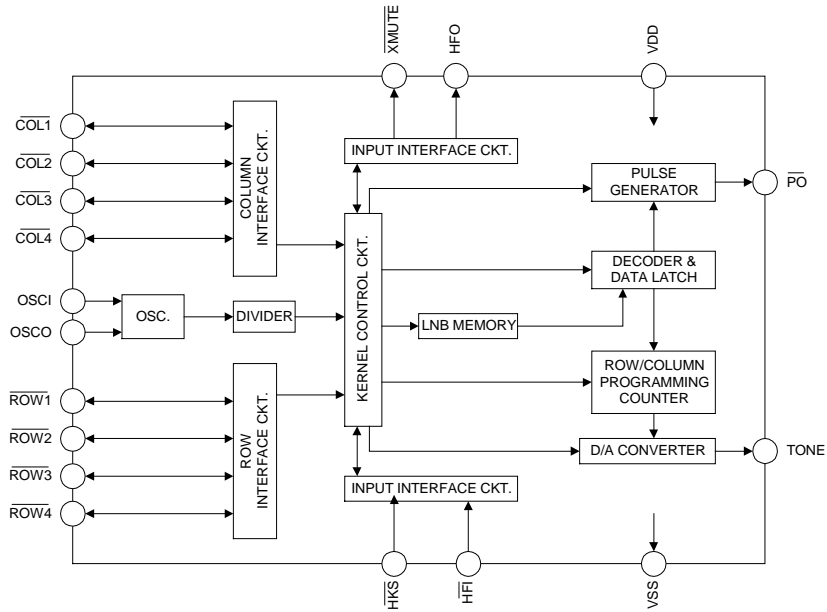 XMUTE
HFO
VDD
COL1
COL2
COL3
COL4
COLUMN
INTERFACE CKT.
INPUT INTERFACE CKT.
PULSE
GENERATOR
PO
KERNEL CONTROL CKT.
DECODER &
DATA LATCH
OSCI
OSCO
OSC.
DIVIDER
LNB MEMORY
ROW1
ROW2
ROW3
ROW4
ROW
INTERFACE CKT.
ROW/COLUMN
PROGRAMMING
COUNTER
D/A CONVERTER
TONE
INPUT INTERFACE CKT.
HKS
HFI
VSS